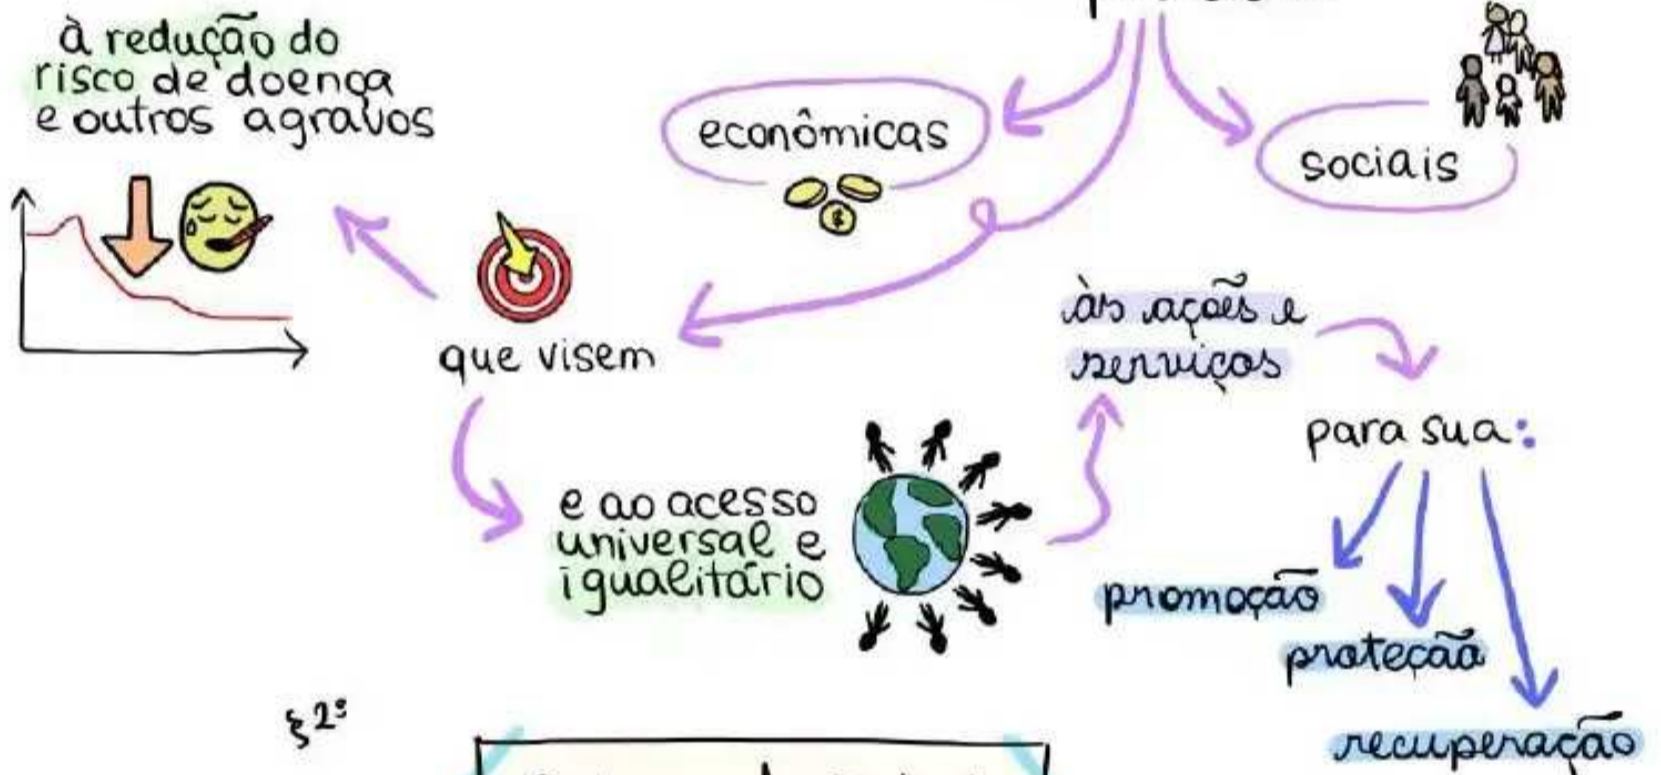 à redução do
risco de doença
e outros agravos
econômicas
sociais
que visem
às ações e
serviços
para sua:
e ao acesso
universal e
igualitário
promoção
proteção
recuperação
§ 2º